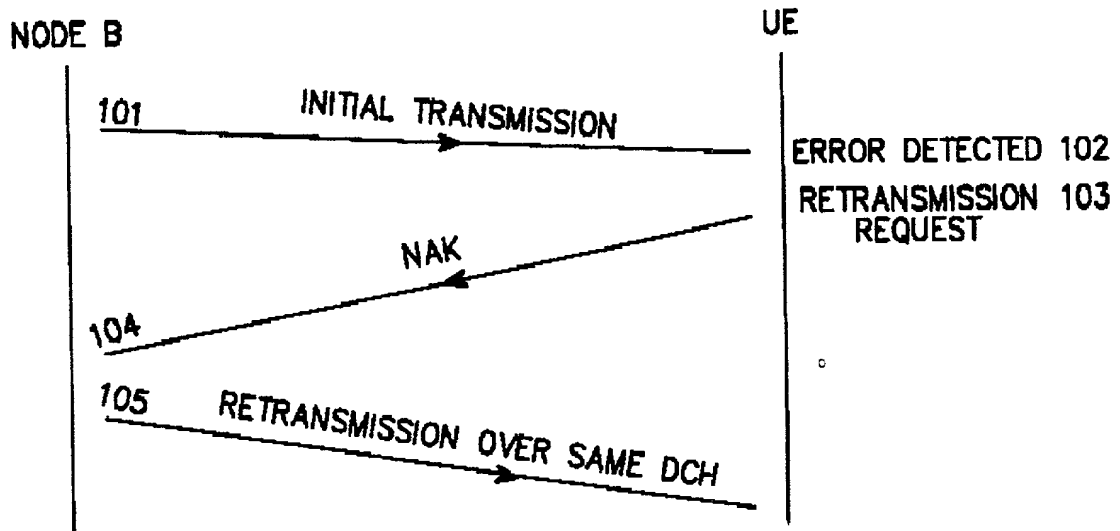 NODE B
UE
101
INITIAL TRANSMISSION
ERROR DETECTED 102
RETRANSMISSION 103
REQUEST
NAK
104
105
RETRANSMISSION OVER SAME DCH